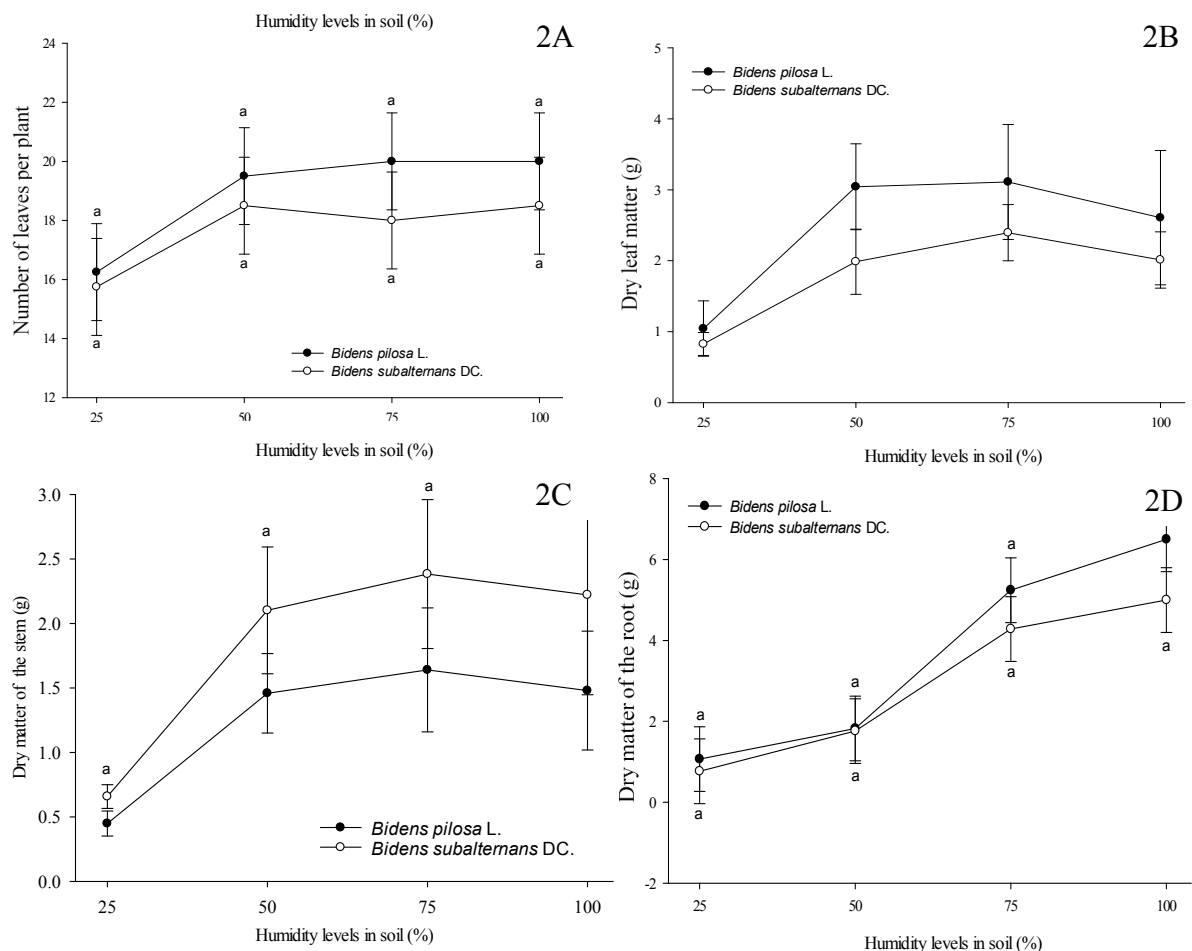 Humidity levels in soil (%)
2A
24
22
20
18
16
14
12
Number of leaves per plant
a
a
a
a
a
a
a
a
Bidens pilosa L.
Bidens subalternans DC.
25
50
75
100
Humidity levels in soil (%)
2B
5
4
3
2
1
0
Dry leaf matter (g)
Bidens pilosa L.
Bidens subalternans DC.
25
50
75
100
Humidity levels in soil (%)
2C
3.0
2.5
2.0
1.5
1.0
0.5
0.0
Dry matter of the stem (g)
a
a
a
Bidens pilosa L.
Bidens subalternans DC.
25
50
75
100
Humidity levels in soil (%)
2D
8
6
4
2
0
-2
Dry matter of the root (g)
Bidens pilosa L.
Bidens subalternans DC.
a
a
a
a
a
a
a
25
50
75
100
Humidity levels in soil (%)